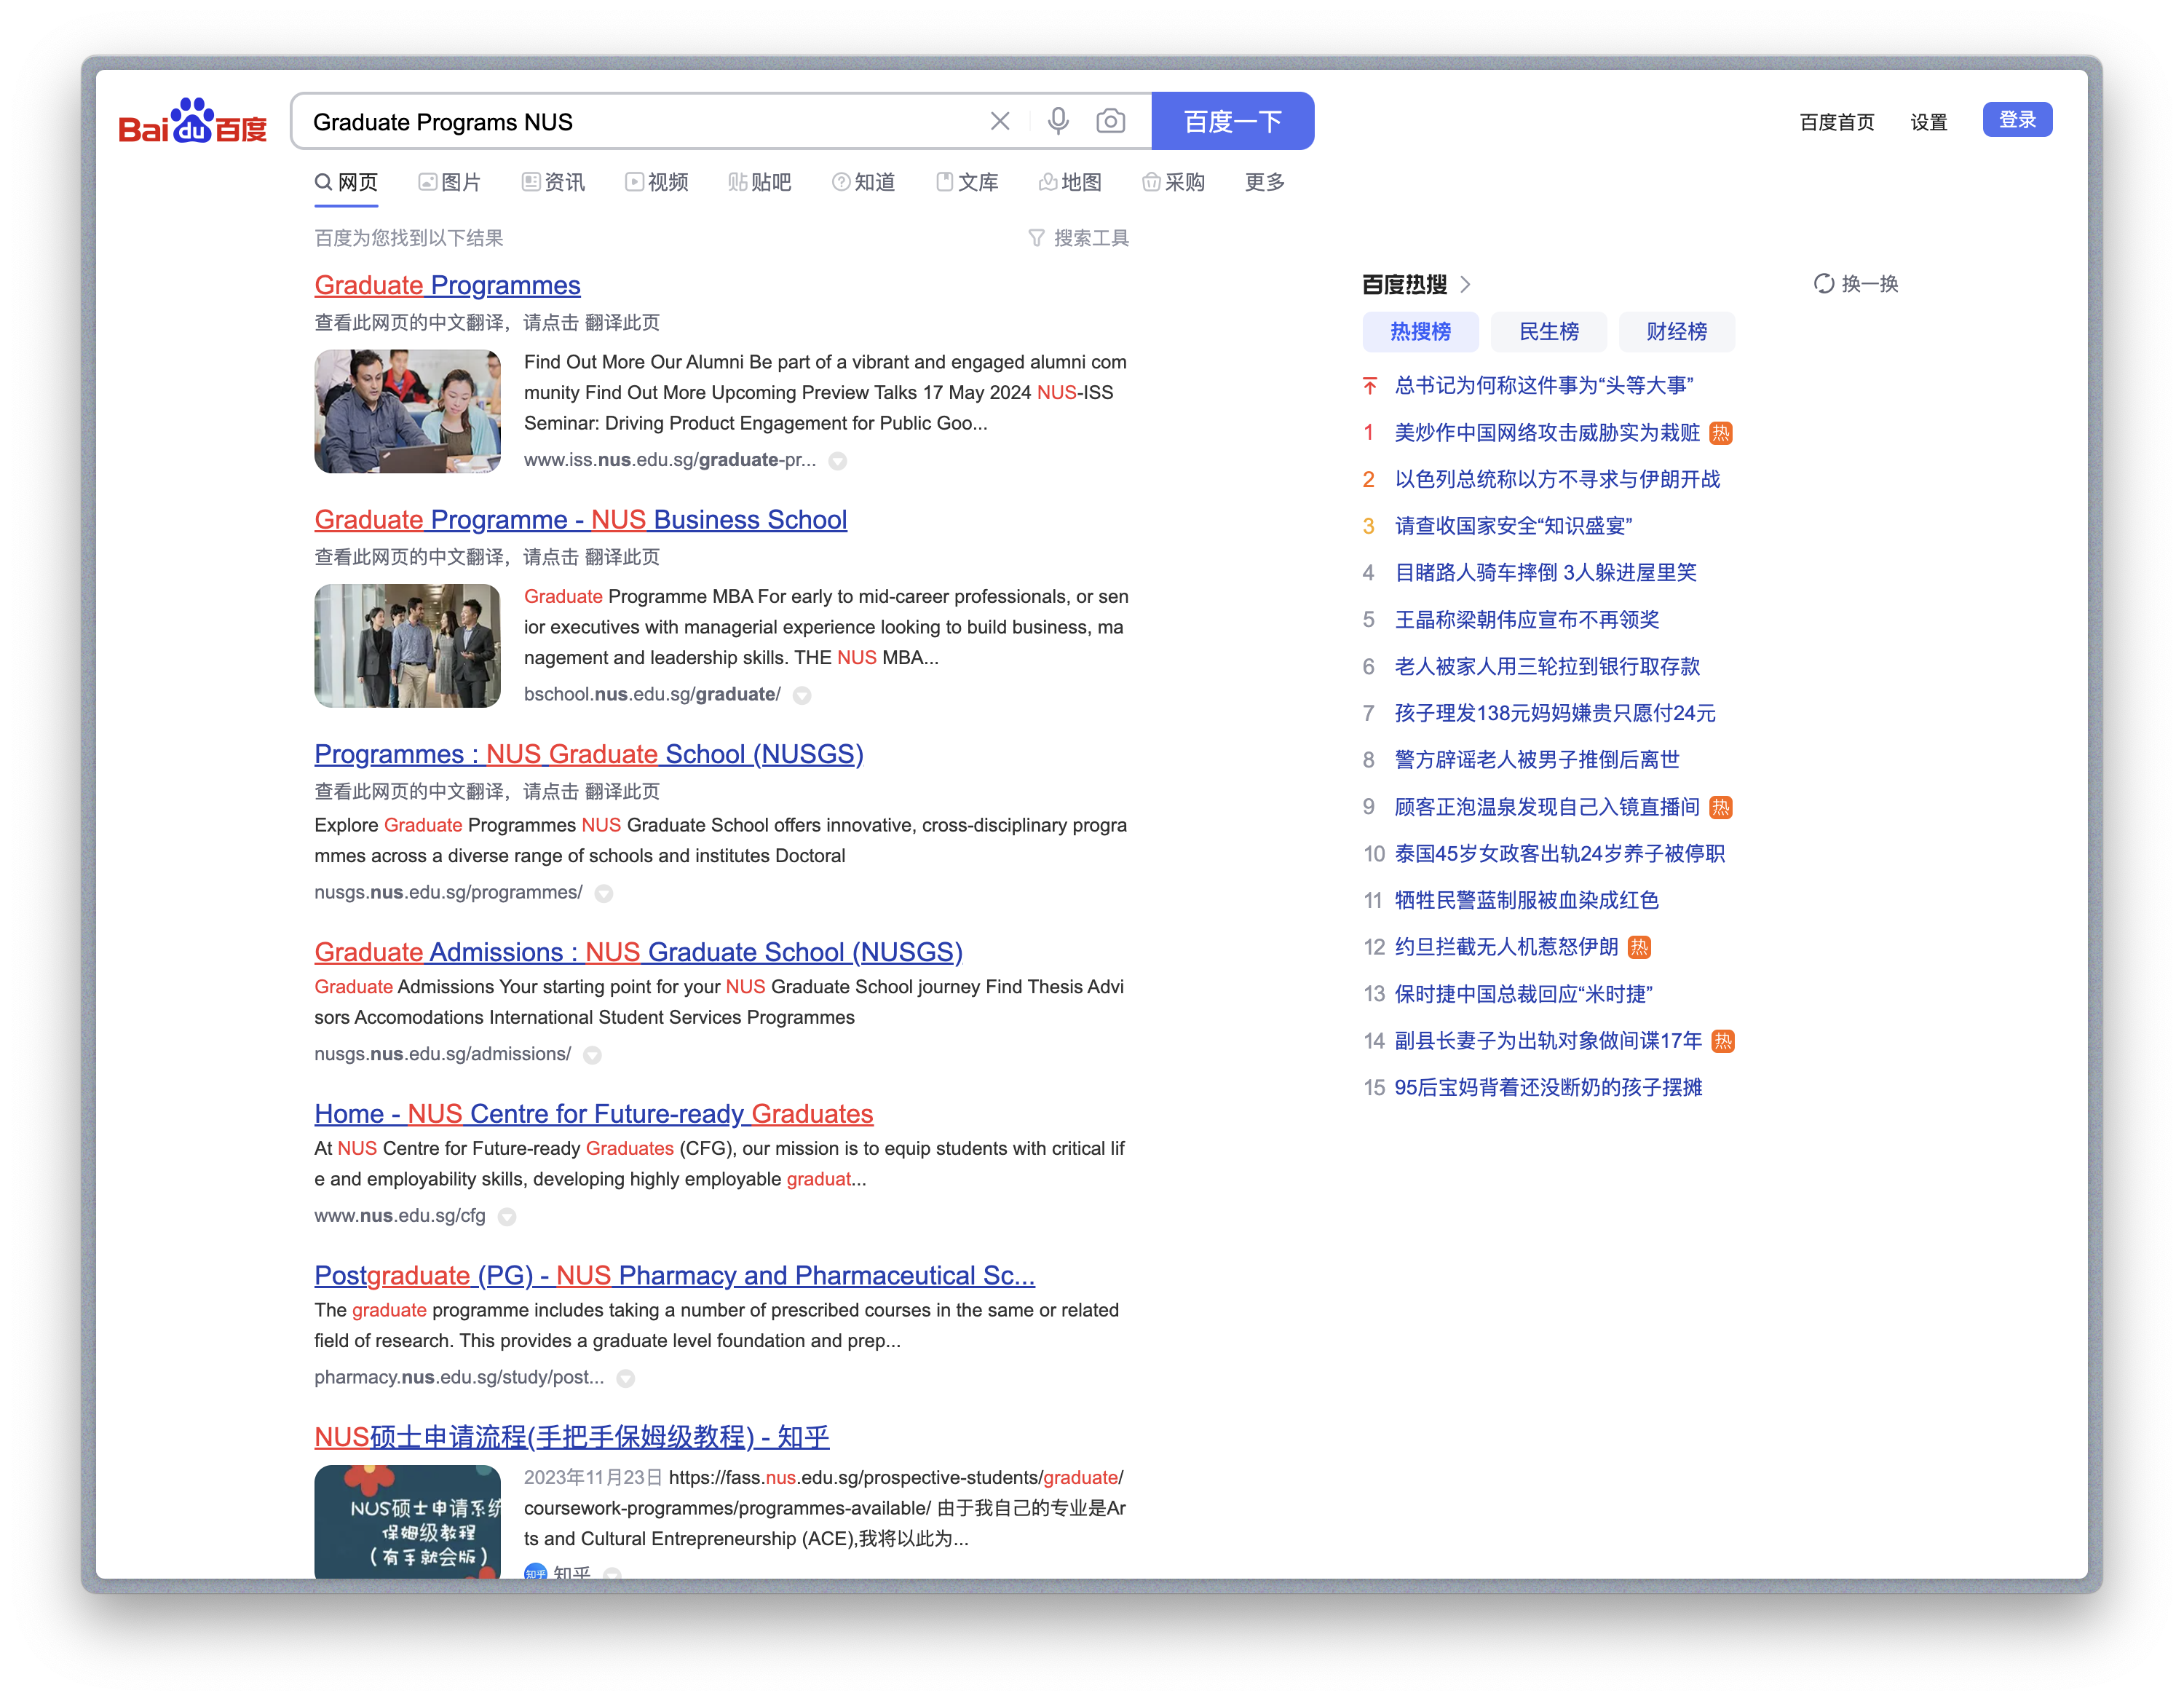 Bai du 百度
Graduate Programs NUS
百度一下
百度首页 设置 登录
网页 图片 资讯 视频 贴吧 知道 文库 地图 采购 更多
百度为您找到以下结果
搜索工具
Graduate Programmes
查看此网页的中文翻译，请点击 翻译此页
Find Out More Our Alumni Be part of a vibrant and engaged alumni com
munity Find Out More Upcoming Preview Talks 17 May 2024 NUS-ISS
Seminar: Driving Product Engagement for Public Goo...
www.iss.nus.edu.sg/graduate-pr...
Graduate Programme - NUS Business School
查看此网页的中文翻译，请点击 翻译此页
Graduate Programme MBA For early to mid-career professionals, or sen
ior executives with managerial experience looking to build business, ma
nagement and leadership skills. THE NUS MBA...
bschool.nus.edu.sg/graduate/
Programmes : NUS Graduate School (NUSGS)
查看此网页的中文翻译，请点击 翻译此页
Explore Graduate Programmes NUS Graduate School offers innovative, cross-disciplinary progra
mmes across a diverse range of schools and institutes Doctoral
nusgs.nus.edu.sg/programmes/
Graduate Admissions : NUS Graduate School (NUSGS)
Graduate Admissions Your starting point for your NUS Graduate School journey Find Thesis Advi
sors Accomodations International Student Services Programmes
nusgs.nus.edu.sg/admissions/
Home - NUS Centre for Future-ready Graduates
At NUS Centre for Future-ready Graduates (CFG), our mission is to equip students with critical lif
e and employability skills, developing highly employable graduat...
www.nus.edu.sg/cfg
Postgraduate (PG) - NUS Pharmacy and Pharmaceutical Sc...
The graduate programme includes taking a number of prescribed courses in the same or related
field of research. This provides a graduate level foundation and prep...
pharmacy.nus.edu.sg/study/post...
NUS硕士申请流程(手把手保姆级教程) - 知乎
NUS硕士申请系统
保姆级教程
（有手就会版）
2023年11月23日 https://fass.nus.edu.sg/prospective-students/graduate/
coursework-programmes/programmes-available/ 由于我自己的专业是Ar
ts and Cultural Entrepreneurship (ACE),我将以此为...
知乎 知乎
百度热搜
换一换
热搜榜 民生榜 财经榜
总书记为何称这件事为“头等大事”
1 美炒作中国网络攻击威胁实为栽赃 热
2 以色列总统称以方不寻求与伊朗开战
3 请查收国家安全“知识盛宴”
4 目睹路人骑车摔倒 3人躲进屋里笑
5 王晶称梁朝伟应宣布不再领奖
6 老人被家人用三轮拉到银行取存款
7 孩子理发138元妈妈嫌贵只愿付24元
8 警方辟谣老人被男子推倒后离世
9 顾客正泡温泉发现自己入镜直播间 热
10 泰国45岁女政客出轨24岁养子被停职
11 牺牲民警蓝制服被血染成红色
12 约旦拦截无人机惹怒伊朗 热
13 保时捷中国总裁回应“米时捷”
14 副县长妻子为出轨对象做间谍17年 热
15 95后宝妈背着还没断奶的孩子摆摊